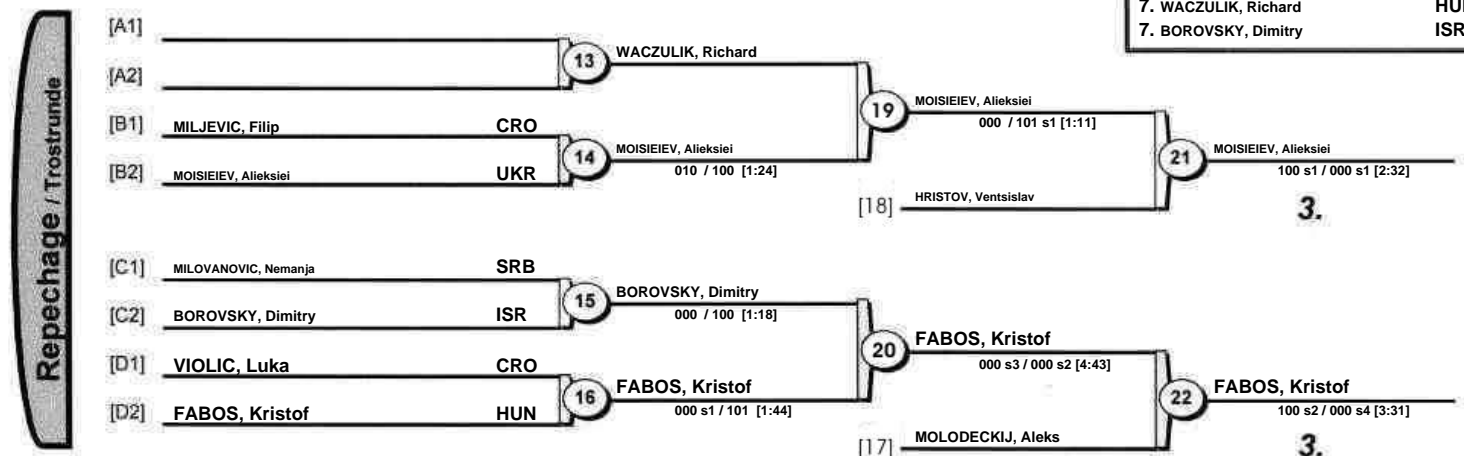 7. WACZULIK, Richard HUN
7. BOROVSKY, Dimitry ISR
Repechage / Trostrunde
[A1]
13 WACZULIK, Richard
[A2]
19 MOISIEIEV, Alieksiei
000 / 101 s1 [1:11]
[B1] MILJEVIC, Filip CRO
14 MOISIEIEV, Alieksiei
010 / 100 [1:24]
21 MOISIEIEV, Alieksiei
100 s1 / 000 s1 [2:32]
[B2] MOISIEIEV, Alieksiei UKR
[18] HRISTOV, Ventsislav
3.
[C1] MILOVANOVIC, Nemanja SRB
15 BOROVSKY, Dimitry
000 / 100 [1:18]
[C2] BOROVSKY, Dimitry ISR
20 FABOS, Kristof
000 s3 / 000 s2 [4:43]
[D1] VIOLIC, Luka CRO
16 FABOS, Kristof
000 s1 / 101 [1:44]
22 FABOS, Kristof
100 s2 / 000 s4 [3:31]
[D2] FABOS, Kristof HUN
[17] MOLODECKIJ, Aleks
3.